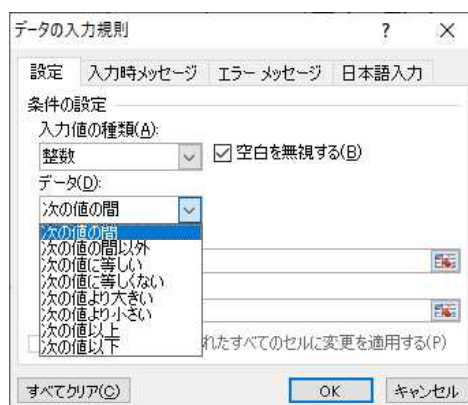 データの入力規則 ? ×
設定 入力時メッセージ エラー メッセージ 日本語入力
条件の設定
入力値の種類(A):
整数 空白を無視する(B)
データ(D):
次の値の間
次の値の間
次の値の間以外
次の値に等しい
次の値に等しくない
次の値より大きい
次の値より小さい
次の値以上
次の値以下
れたすべてのセルに変更を適用する(P)
すべてクリア(C) OK キャンセル